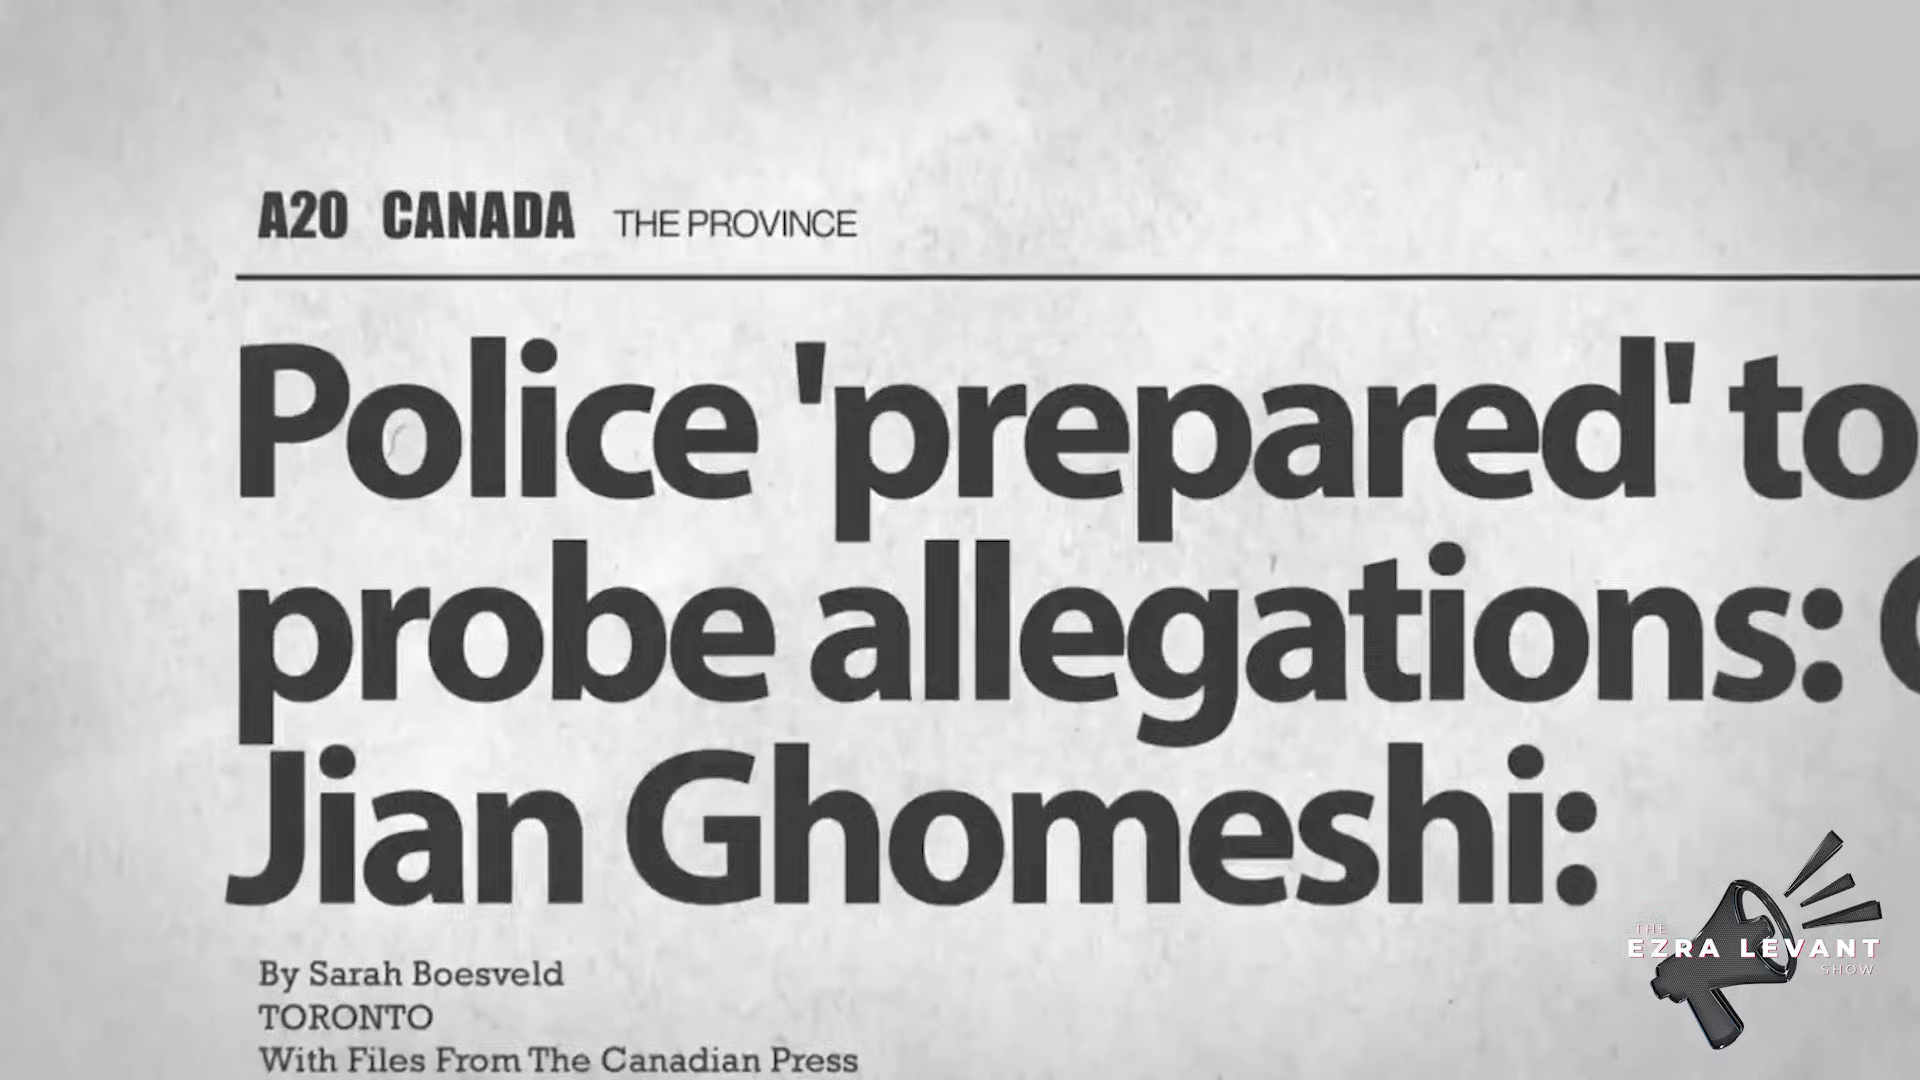 A20 CANADA THE PROVINCE
Police 'prepared' to
probe allegations:
Jian Ghomeshi:
By Sarah Boesveld
TORONTO
With Files From The Canadian Press
THE
EZRA LEVANT
SHOW